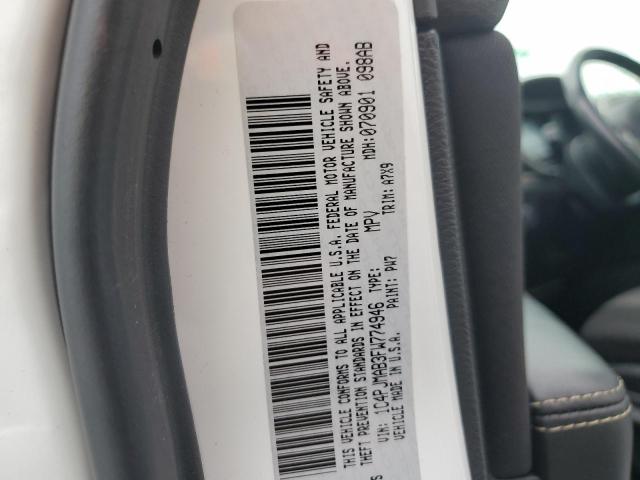 THIS VEHICLE CONFORMS TO ALL APPLICABLE U.S.A. FEDERAL MOTOR VEHICLE SAFETY AND
THEFT PREVENTION STANDARDS IN EFFECT ON THE DATE OF MANUFACTURE SHOWN ABOVE.
VIN: 1C4PJMAB3FW774946 TYPE: MPV MDH:070901 098AB
VEHICLE MADE IN U.S.A. PAINT: PW7 TRIM: A7X9